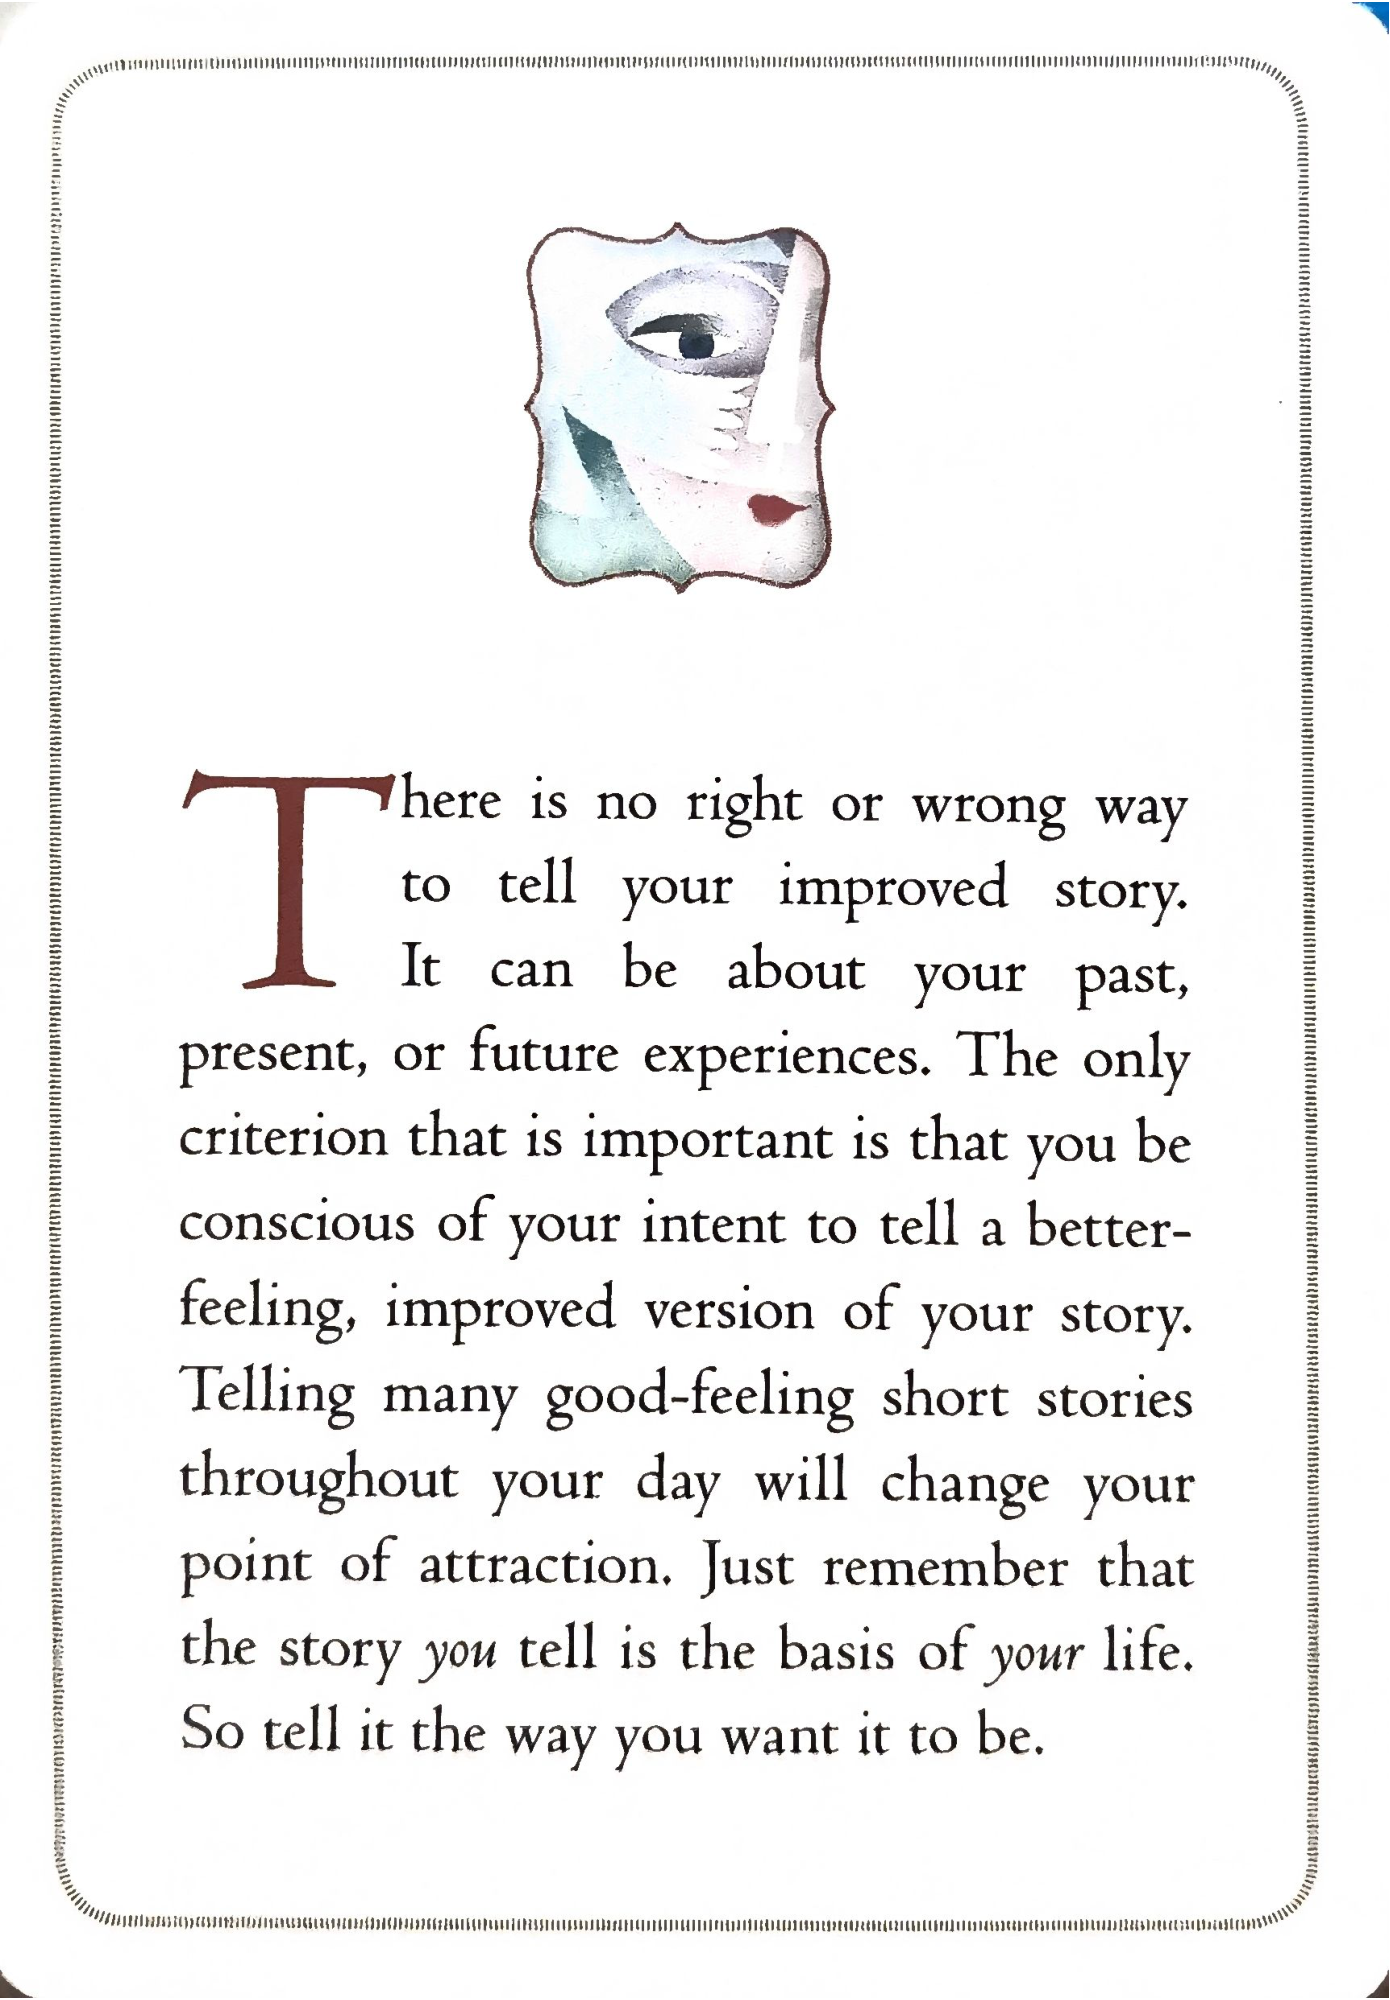 There is no right or wrong way
to tell your improved story.
It can be about your past,
present, or future experiences. The only
criterion that is important is that you be
conscious of your intent to tell a better-
feeling, improved version of your story.
Telling many good-feeling short stories
throughout your day will change your
point of attraction. Just remember that
the story you tell is the basis of your life.
So tell it the way you want it to be.